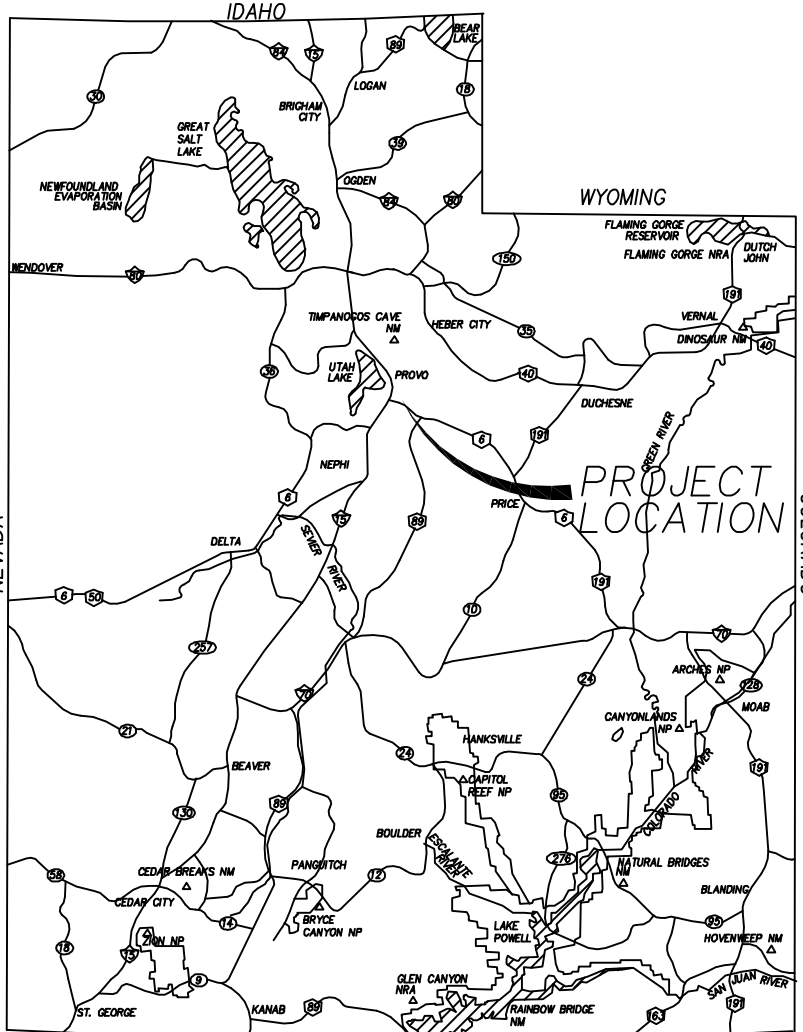 IDAHO
BEAR
LAKE
84
15
89
LOGAN
30
18
BRIGHAM
CITY
GREAT
SALT
LAKE
39
OGDEN
NEWFOUNDLAND
EVAPORATION
BASIN
84
80
WYOMING
FLAMING GORGE
RESERVOIR
FLAMING GORGE NRA
DUTCH
JOHN
150
WENDOVER
80
191
TIMPANOGOS CAVE
NM
HEBER CITY
35
VERNAL
DINOSAUR NM
40
UTAH
LAKE
PROVO
36
40
DUCHESNE
GREEN RIVER
6
191
NEPHI
PROJECT
LOCATION
6
15
89
PRICE
6
DELTA
SEVIER
RIVER
NEVADA
6
50
191
10
257
70
24
ARCHES NP
128
70
MOAB
CANYONLANDS
NP
21
HANKSVILLE
24
RIVER
BEAVER
CAPITOL
REEF NP
191
95
COLORADO
89
130
BOULDER
ESCALANTE
RIVER
276
NATURAL BRIDGES
NM
58
CEDAR BREAKS NM
PANGUITCH
12
BLANDING
CEDAR CITY
14
BRYCE
CANYON NP
95
LAKE
POWELL
HOVENWEEP NM
18
15
ZION NP
9
GLEN CANYON
NRA
SAN JUAN RIVER
ST. GEORGE
KANAB
89
RAINBOW BRIDGE
NM
163
191